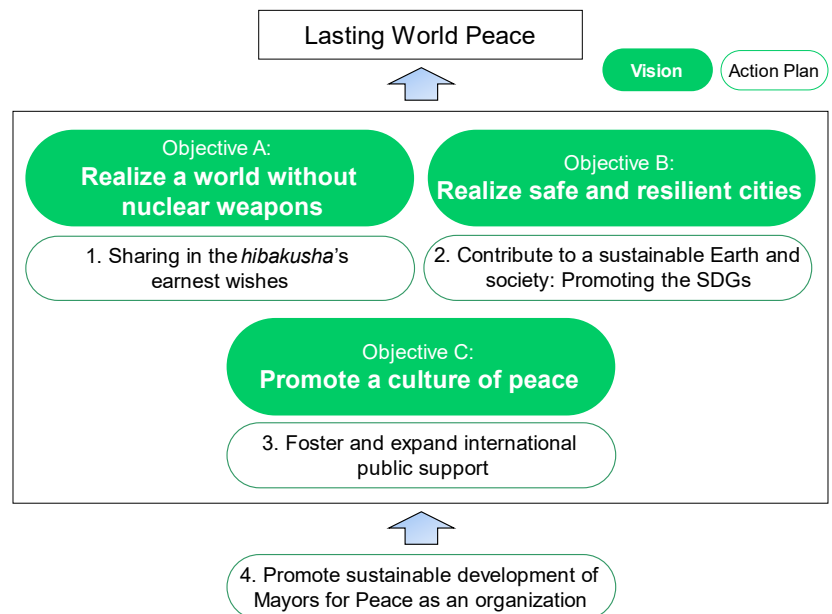 Lasting World Peace
Vision
Action Plan
Objective A:
Realize a world without
nuclear weapons
1. Sharing in the hibakusha's
earnest wishes
Objective B:
Realize safe and resilient cities
2. Contribute to a sustainable Earth and
society: Promoting the SDGs
Objective C:
Promote a culture of peace
3. Foster and expand international
public support
4. Promote sustainable development of
Mayors for Peace as an organization